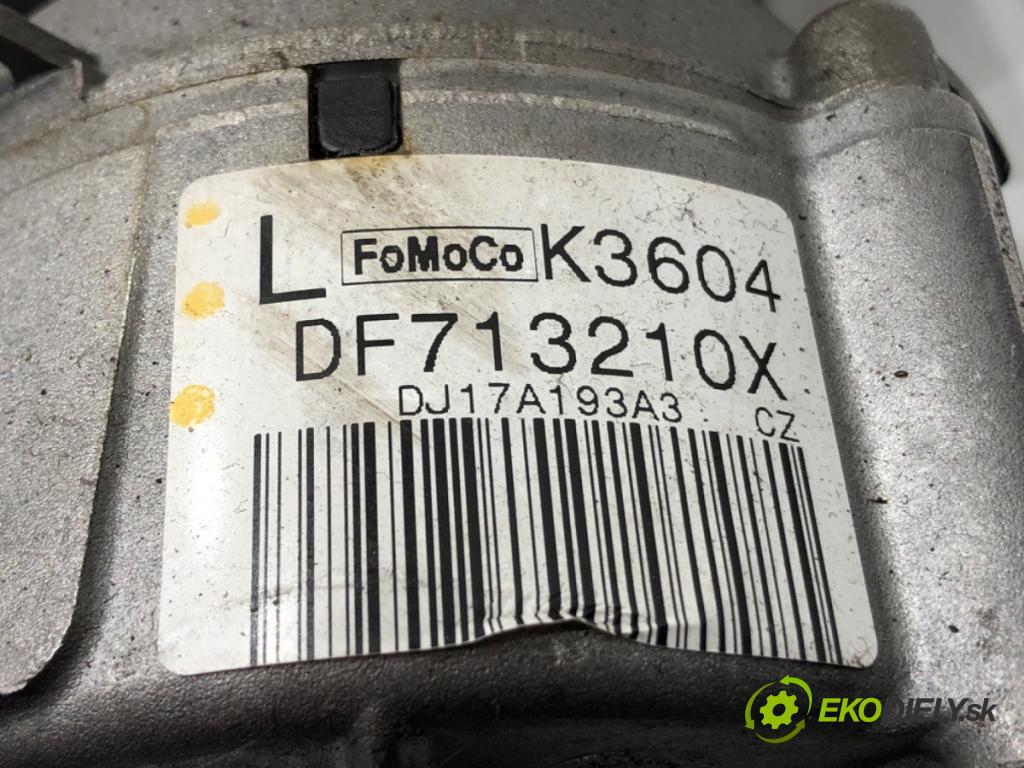 L FoMoCo K3604
DF713210X
DJ17A193A3
CZ
EKODIELY.sk